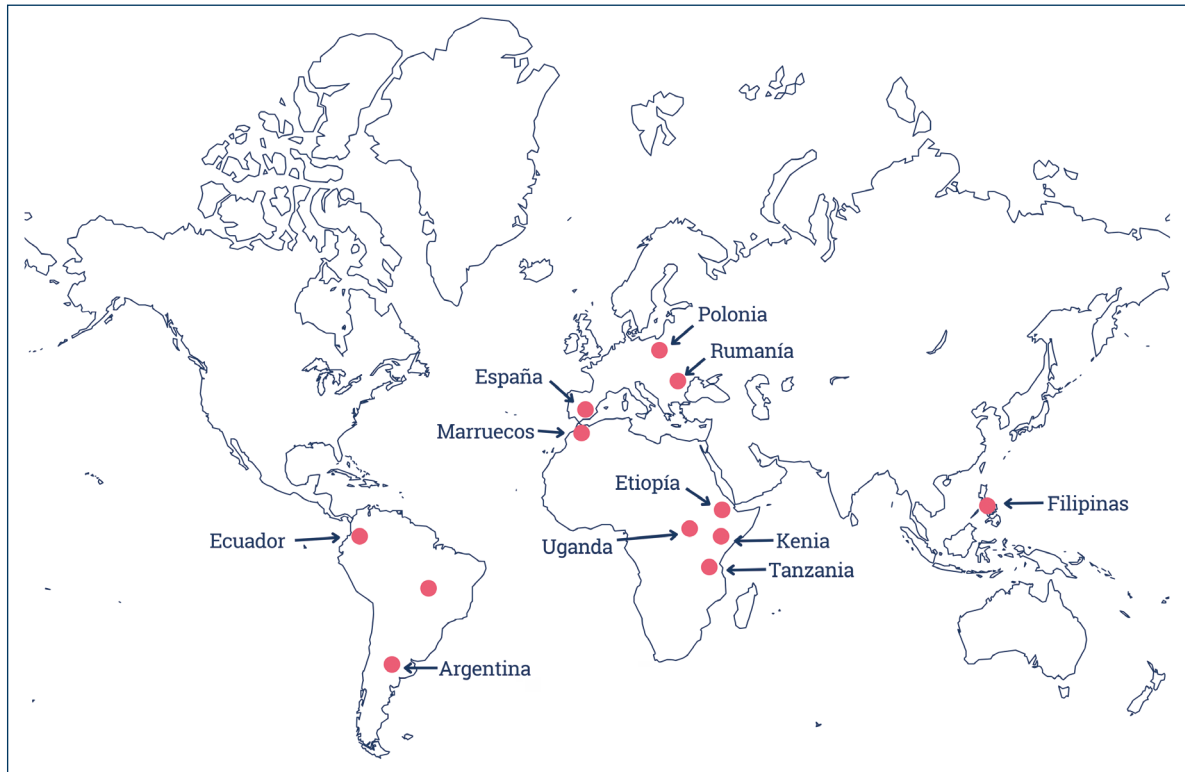 Polonia
Rumanía
España
Marruecos
Etiopía
Filipinas
Ecuador
Uganda
Kenia
Tanzania
Argentina